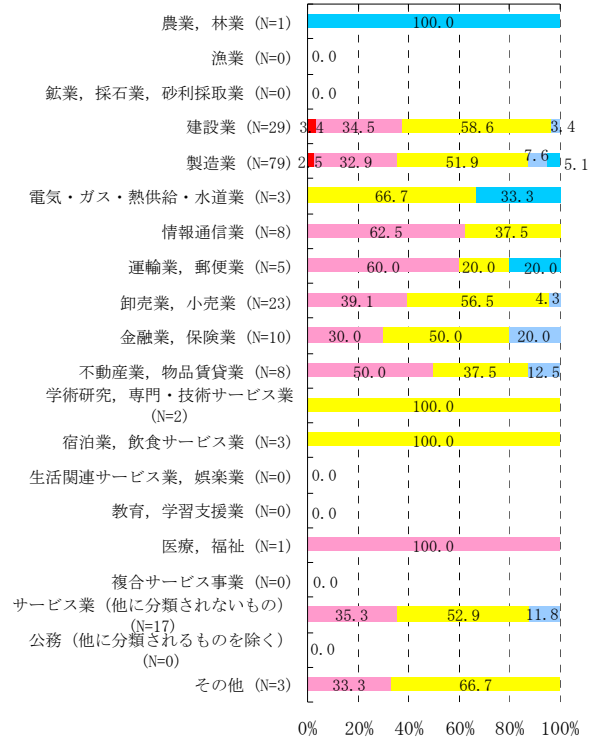 農業, 林業 (N=1) 100.0
漁業 (N=0) 0.0
鉱業, 採石業, 砂利採取業 (N=0) 0.0
建設業 (N=29) 3.4 34.5 58.6 3.4
製造業 (N=79) 2.5 32.9 51.9 7.6 5.1
電気・ガス・熱供給・水道業 (N=3) 66.7 33.3
情報通信業 (N=8) 62.5 37.5
運輸業, 郵便業 (N=5) 60.0 20.0 20.0
卸売業, 小売業 (N=23) 39.1 56.5 4.3
金融業, 保険業 (N=10) 30.0 50.0 20.0
不動産業, 物品賃貸業 (N=8) 50.0 37.5 12.5
学術研究, 専門・技術サービス業
(N=2) 100.0
宿泊業, 飲食サービス業 (N=3) 100.0
生活関連サービス業, 娯楽業 (N=0) 0.0
教育, 学習支援業 (N=0) 0.0
医療, 福祉 (N=1) 100.0
複合サービス事業 (N=0) 0.0
サービス業 (他に分類されないもの)
(N=17) 35.3 52.9 11.8
公務 (他に分類されるものを除く)
(N=0) 0.0
その他 (N=3) 33.3 66.7
0% 20% 40% 60% 80% 100%